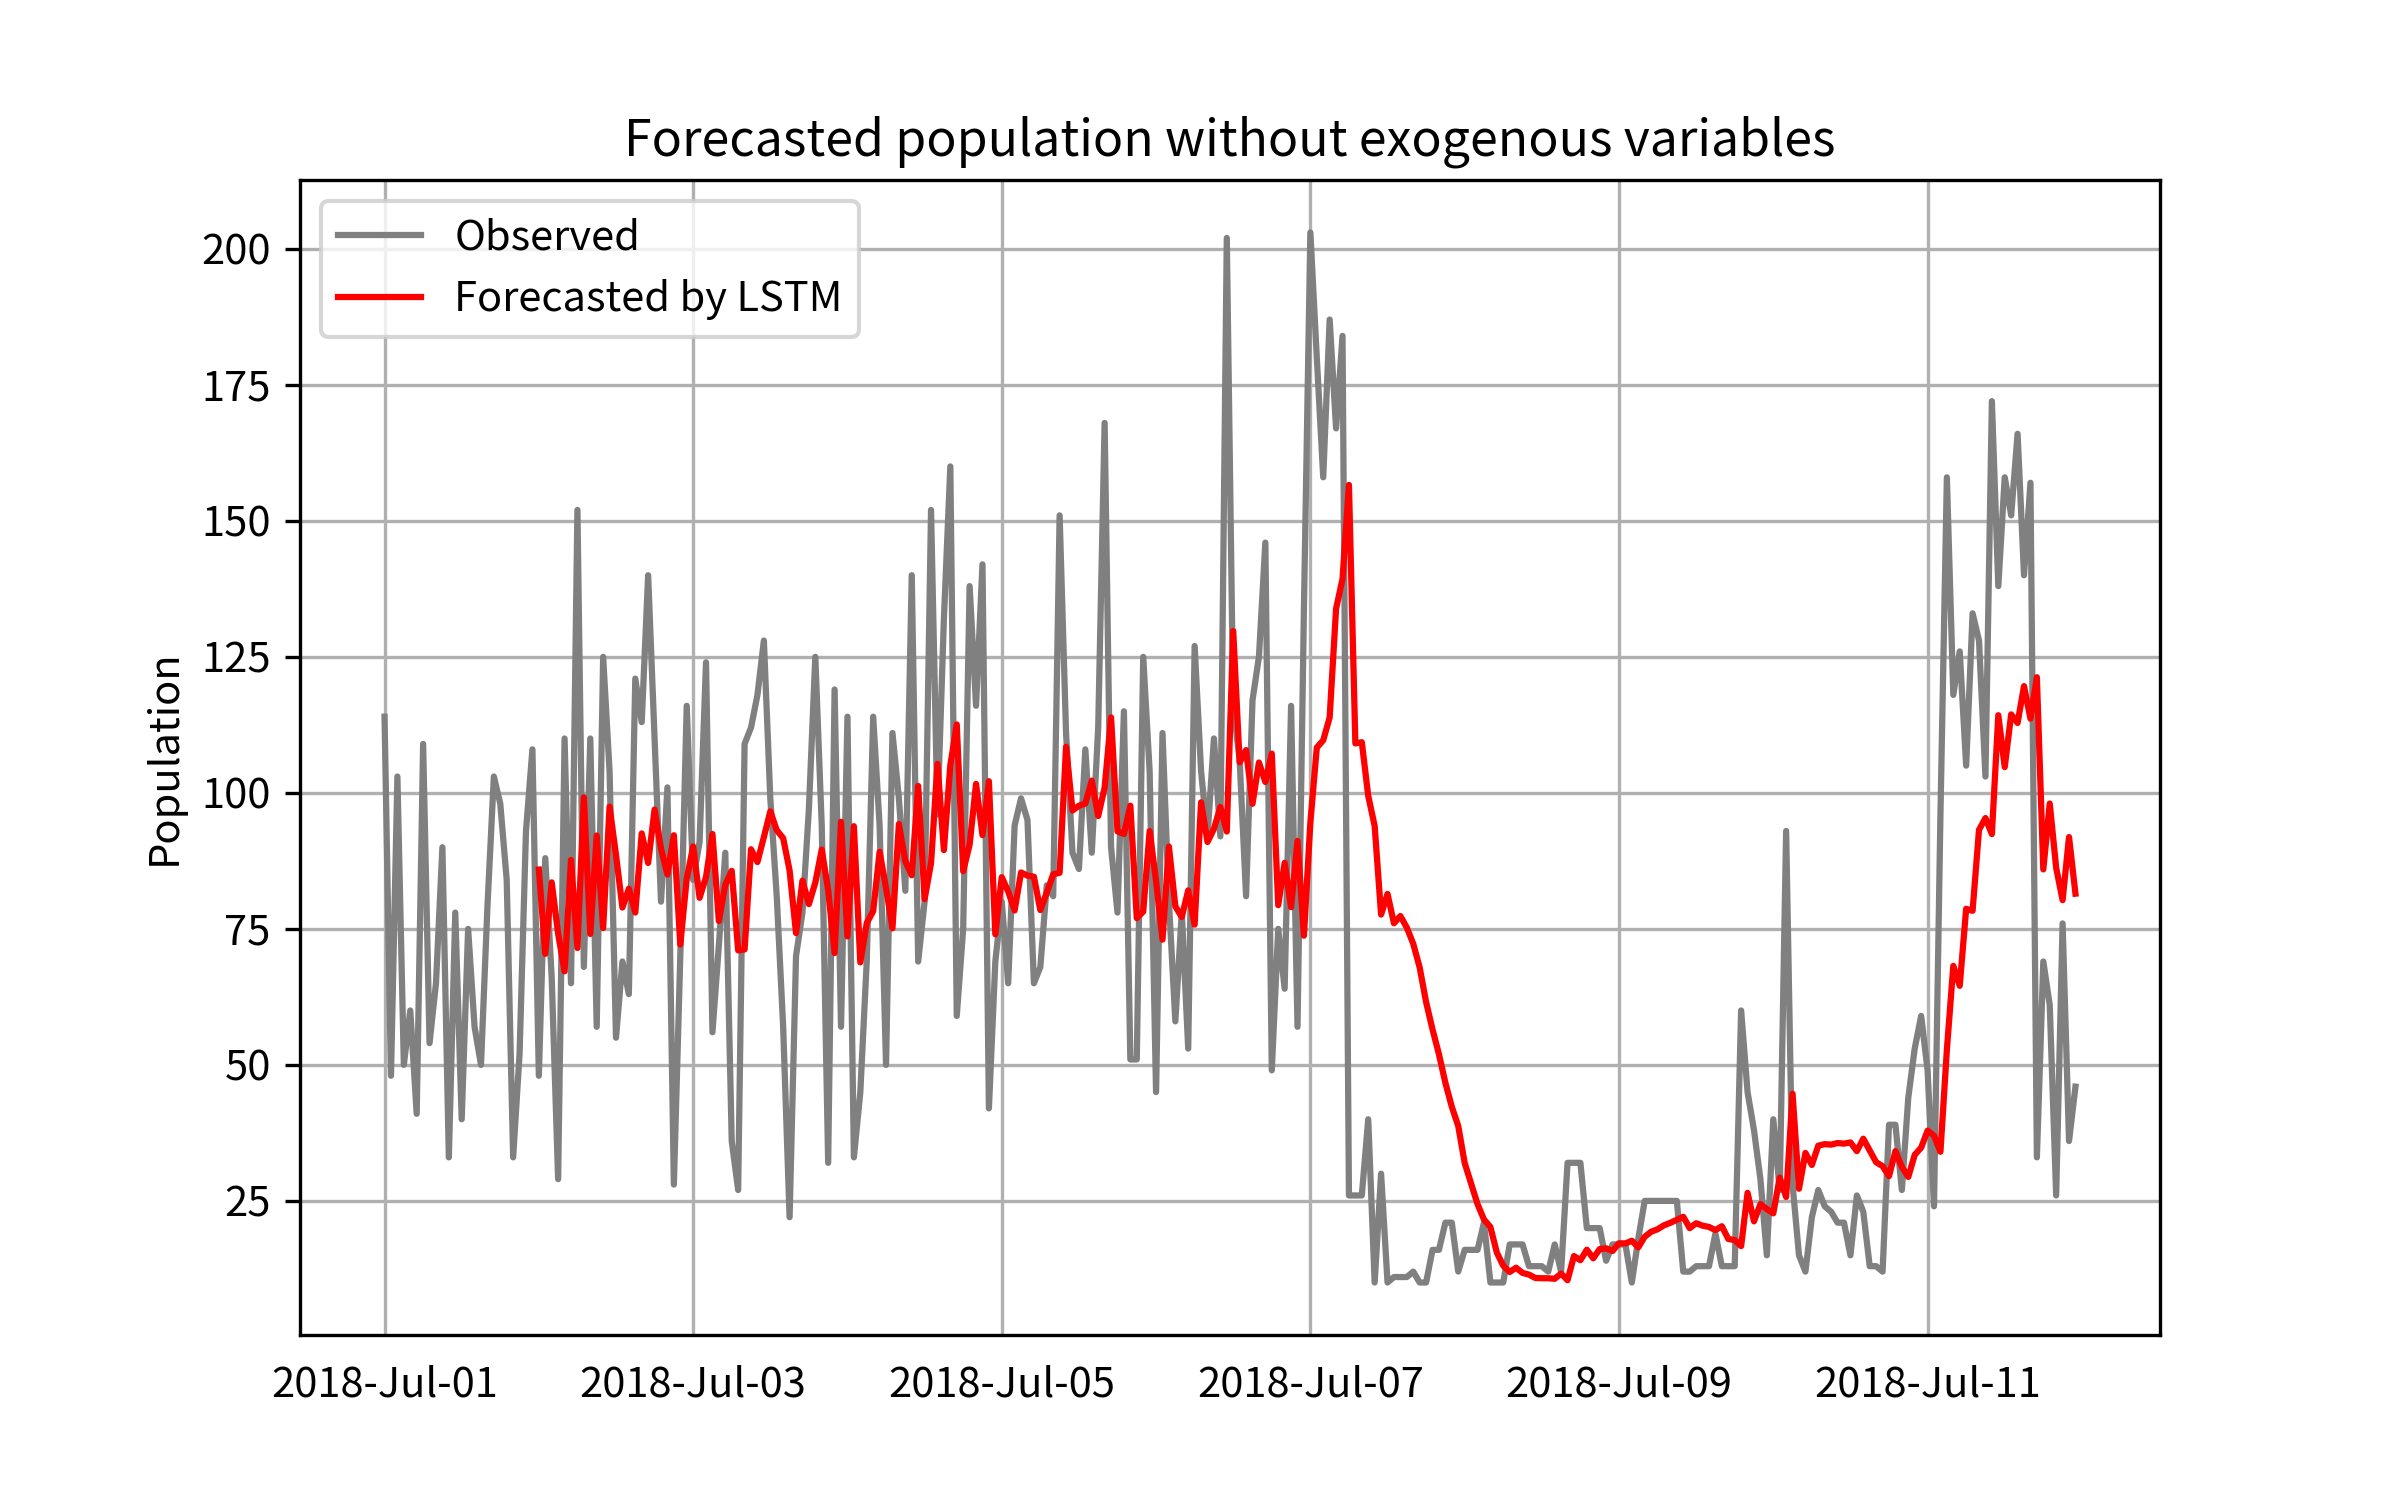 Forecasted population without exogenous variables
Observed
Forecasted by LSTM
200
175
150
125
100
75
50
25
Population
2018-Jul-01 2018-Jul-03 2018-Jul-05 2018-Jul-07 2018-Jul-09 2018-Jul-11